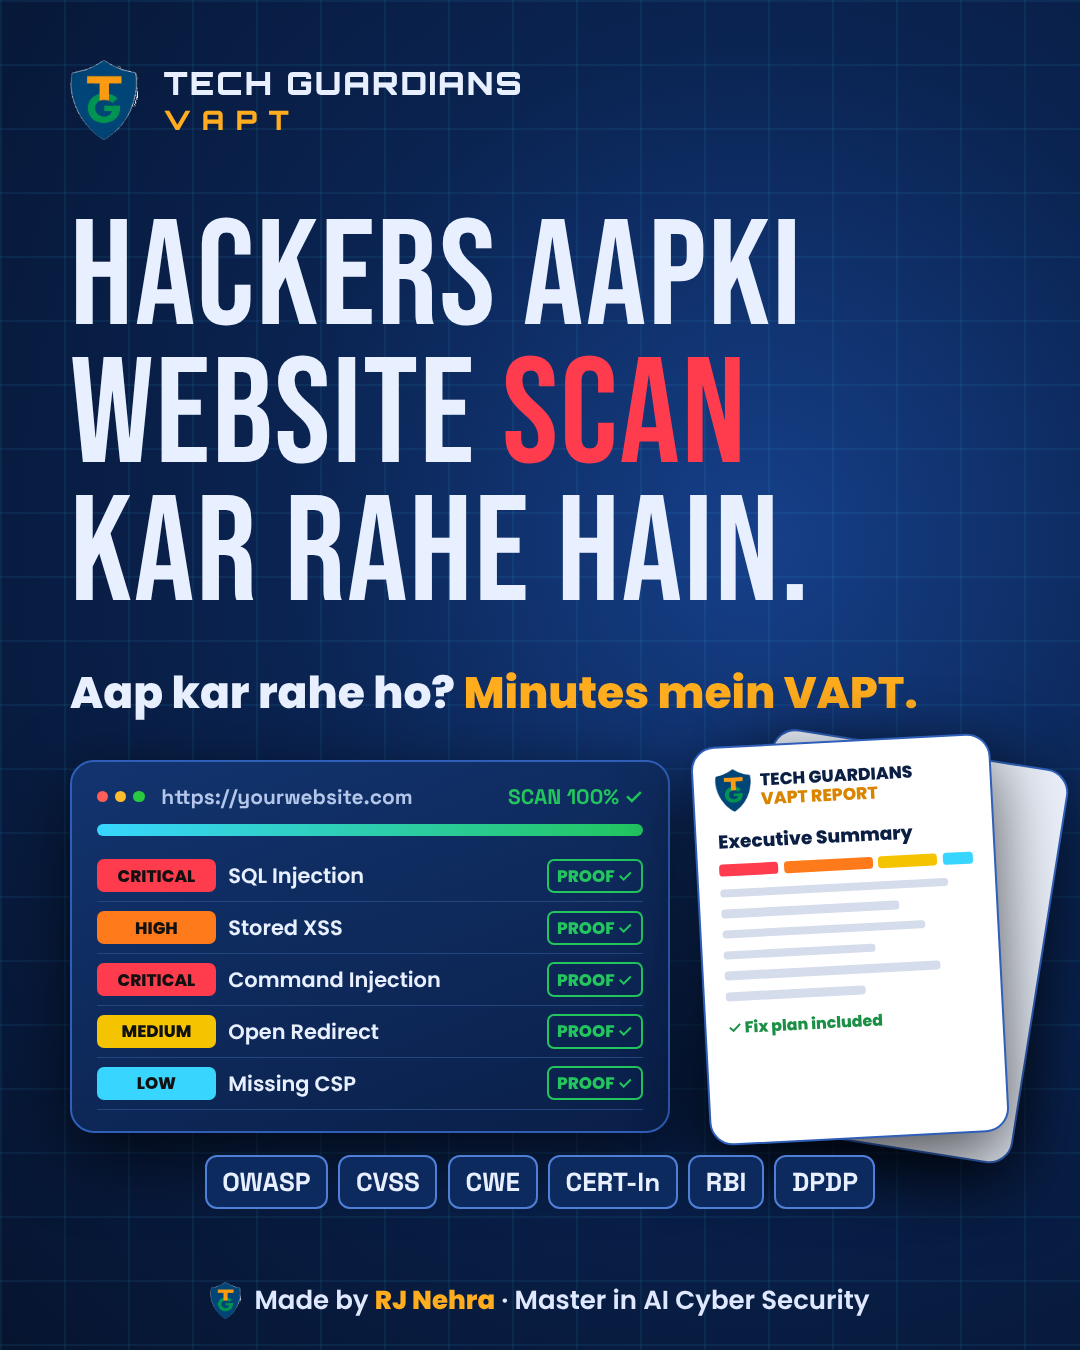 TECH GUARDIANS
VAPT
HACKERS AAPKI
WEBSITE SCAN
KAR RAHE HAIN.
Aap kar rahe ho? Minutes mein VAPT.
https://yourwebsite.com SCAN 100% ✓
CRITICAL SQL Injection PROOF ✓
HIGH Stored XSS PROOF ✓
CRITICAL Command Injection PROOF ✓
MEDIUM Open Redirect PROOF ✓
LOW Missing CSP PROOF ✓
TECH GUARDIANS
VAPT REPORT
Executive Summary
✓ Fix plan included
OWASP CVSS CWE CERT-In RBI DPDP
Made by RJ Nehra · Master in AI Cyber Security